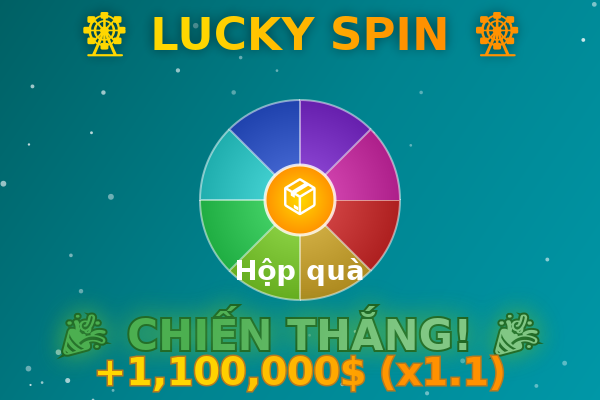 LUCKY SPIN
Hộp quà
CHIẾN THẮNG!
+1,100,000$ (x1.1)